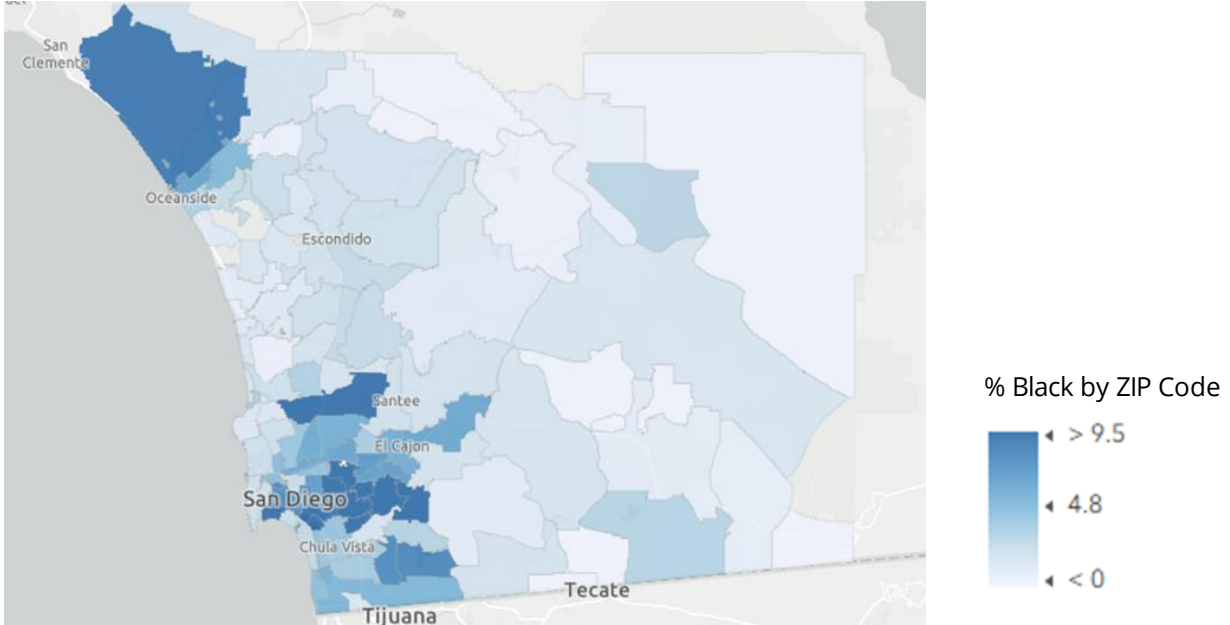 San
Clemente
Oceanside
Escondido
Santee
El Cajon
San Diego
Chula Vista
Tecate
Tijuana
% Black by ZIP Code
> 9.5
4.8
< 0